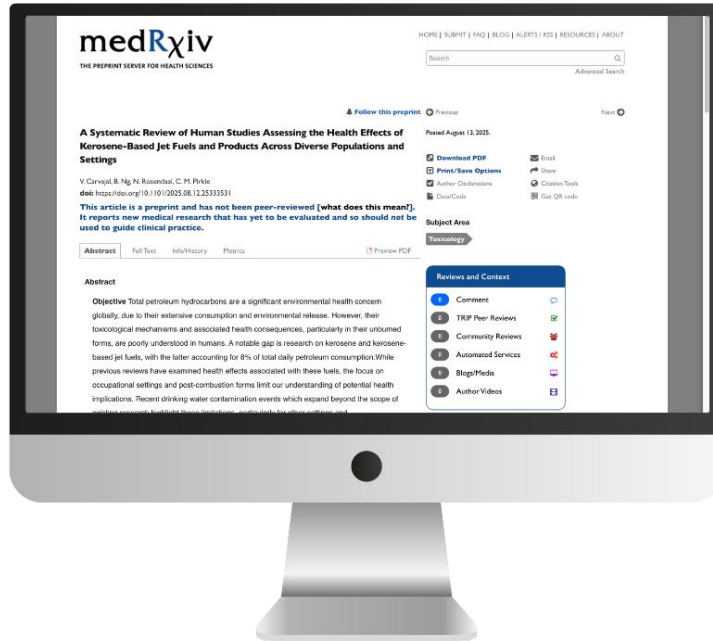 medRxiv
THE PREPRINT SERVER FOR HEALTH SCIENCES
HOME | SUBMIT | FAQ | BLOG | ALERTS / RSS | RESOURCES | ABOUT
Search
Advanced Search
Follow this preprint
Previous
Next
A Systematic Review of Human Studies Assessing the Health Effects of
Kerosene-Based Jet Fuels and Products Across Diverse Populations and
Settings
V. Carvajal, B. Ng, N. Rosendaal, C. M. Pirkle
doi: https://doi.org/10.1101/2025.08.12.25333531
This article is a preprint and has not been peer-reviewed [what does this mean?].
It reports new medical research that has yet to be evaluated and so should not be
used to guide clinical practice.
Abstract Full Text Info/History Metrics Preview PDF
Abstract
Objective Total petroleum hydrocarbons are a significant environmental health concern
globally, due to their extensive consumption and environmental release. However, their
toxicological mechanisms and associated health consequences, particularly in their unburned
forms, are poorly understood in humans. A notable gap is research on kerosene and kerosene-
based jet fuels, with the latter accounting for 8% of total daily petroleum consumption.While
previous reviews have examined health effects associated with these fuels, the focus on
occupational settings and post-combustion forms limit our understanding of potential health
implications. Recent drinking water contamination events which expand beyond the scope of
Posted August 13, 2025.
Download PDF
Print/Save Options
Author Declarations
Data/Code
Email
Share
Citation Tools
Get QR code
Subject Area
Toxicology
Reviews and Context
0 Comment
0 TRIP Peer Reviews
0 Community Reviews
0 Automated Services
0 Blogs/Media
0 Author Videos